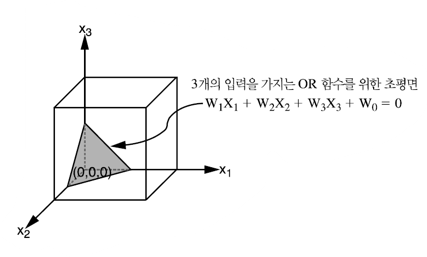 X₃
3개의 입력을 가지는 OR 함수를 위한 초평면
W₁X₁ + W₂X₂ + W₃X₃ + W₀ = 0
(0,0,0)
X₁
X₂